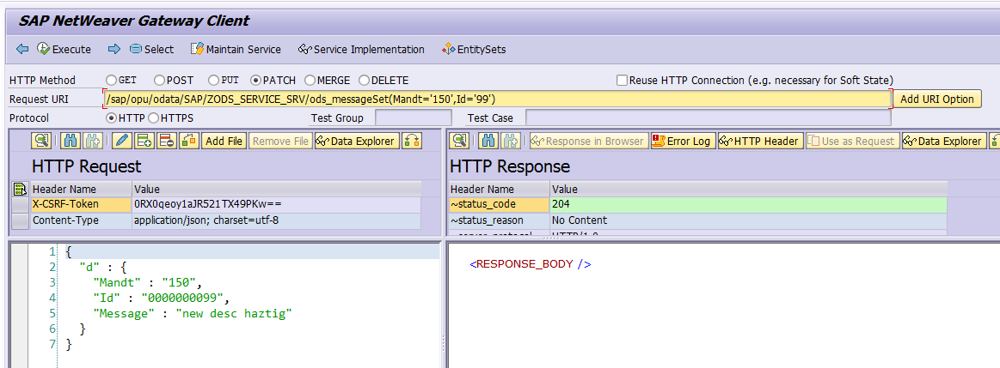 SAP NetWeaver Gateway Client
Execute Select Maintain Service Service Implementation EntitySets
HTTP Method GET POST PUT PATCH MERGE DELETE Reuse HTTP Connection (e.g. necessary for Soft State)
Request URI /sap/opu/odata/SAP/ZODS_SERVICE_SRV/ods_messageSet(Mandt='150',Id='99') Add URI Option
Protocol HTTP HTTPS Test Group Test Case
Add File Remove File Data Explorer
HTTP Request
Header Name Value
X-CSRF-Token 0RX0qeoy1aJR521TX49PKw==
Content-Type application/json; charset=utf-8
1 {
2 "d" : {
3 "Mandt" : "150",
4 "Id" : "0000000099",
5 "Message" : "new desc haztig"
6 }
7 }
Response in Browser Error Log HTTP Header Use as Request Data Explorer
HTTP Response
Header Name Value
~status_code 204
~status_reason No Content
~server_protocol HTTP/1.0
<RESPONSE_BODY />